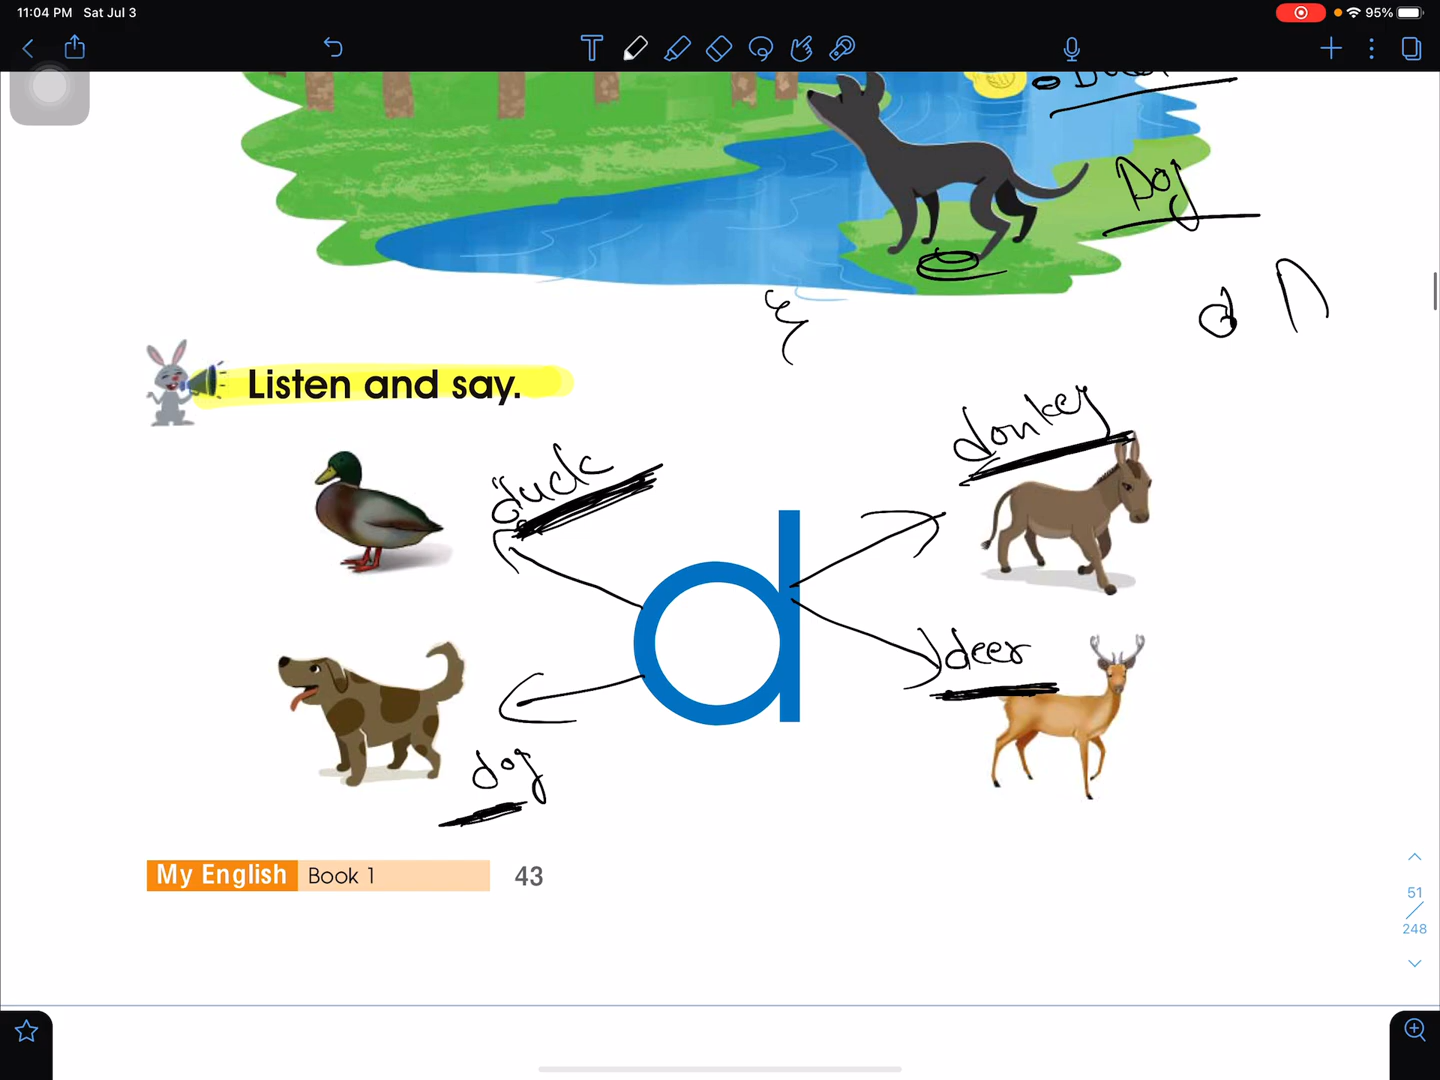 11:04 PM Sat Jul 3
95%
Dog
d
Listen and say.
duck
donkey
d
deer
dog
My English Book 1 43
51
248